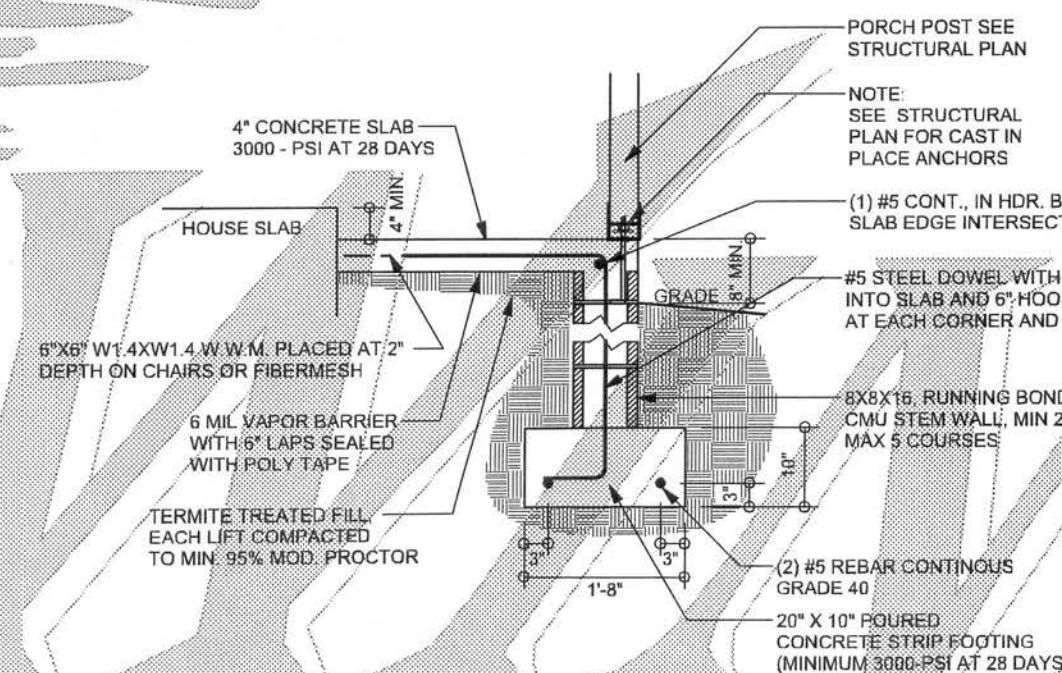 PORCH POST SEE
STRUCTURAL PLAN
NOTE:
SEE STRUCTURAL
PLAN FOR CAST IN
PLACE ANCHORS
4" CONCRETE SLAB
3000 - PSI AT 28 DAYS
4" MIN.
HOUSE SLAB
(1) #5 CONT., IN HDR. B
SLAB EDGE INTERSECT
8" MIN.
GRADE
#5 STEEL DOWEL WITH
INTO SLAB AND 6" HOO
AT EACH CORNER AND
6"X6" W1.4XW1.4 W.W.M. PLACED AT 2"
DEPTH ON CHAIRS OR FIBERMESH
8X8X16, RUNNING BOND
CMU STEM WALL, MIN 2
MAX 5 COURSES
6 MIL VAPOR BARRIER
WITH 6" LAPS SEALED
WITH POLY TAPE
10"
3"
TERMITE TREATED FILL,
EACH LIFT COMPACTED
TO MIN. 95% MOD. PROCTOR
3"
3"
1'-8"
(2) #5 REBAR CONTINOUS
GRADE 40
20" X 10" POURED
CONCRETE STRIP FOOTING
(MINIMUM 3000-PSI AT 28 DAYS